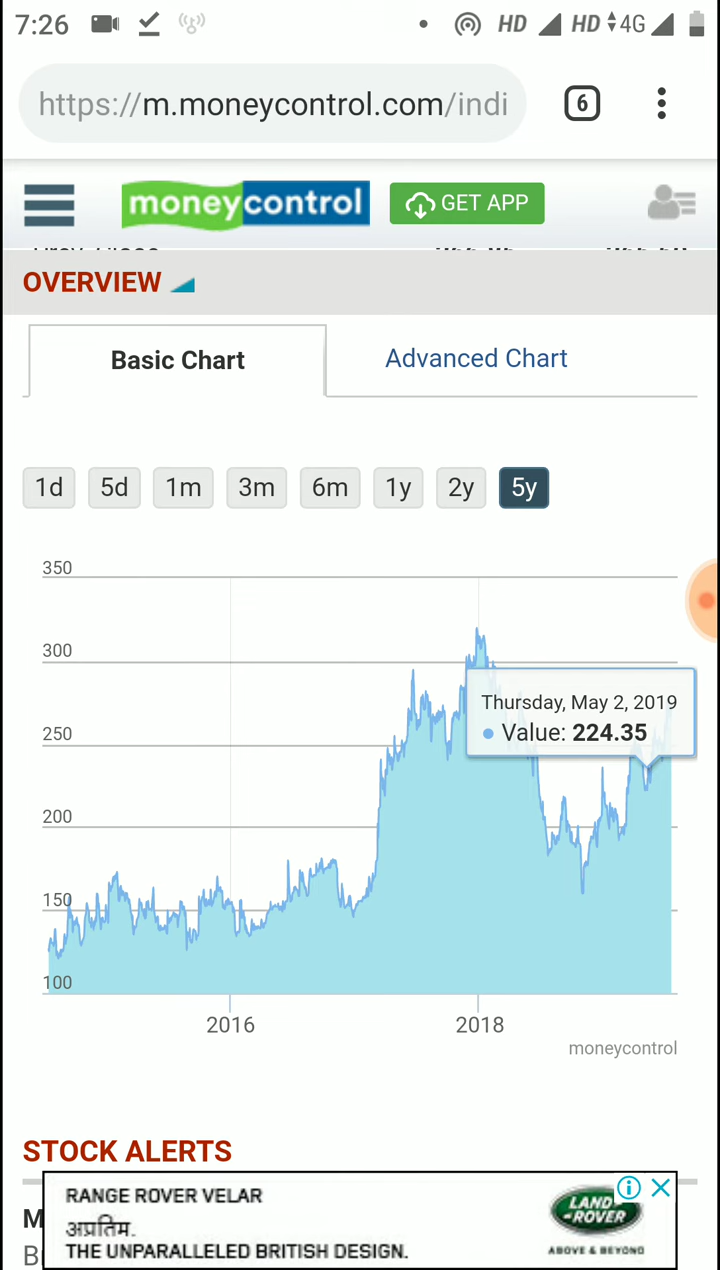 7:26 HD HD 4G
https://m.moneycontrol.com/indi 6
moneycontrol GET APP
OVERVIEW
Basic Chart Advanced Chart
1d 5d 1m 3m 6m 1y 2y 5y
350
300
Thursday, May 2, 2019
250
Value: 224.35
200
150
100
2016 2018
moneycontrol
STOCK ALERTS
RANGE ROVER VELAR
अप्रतिम.
THE UNPARALLELED BRITISH DESIGN.
LAND
-ROVER
ABOVE & BEYOND
M
B